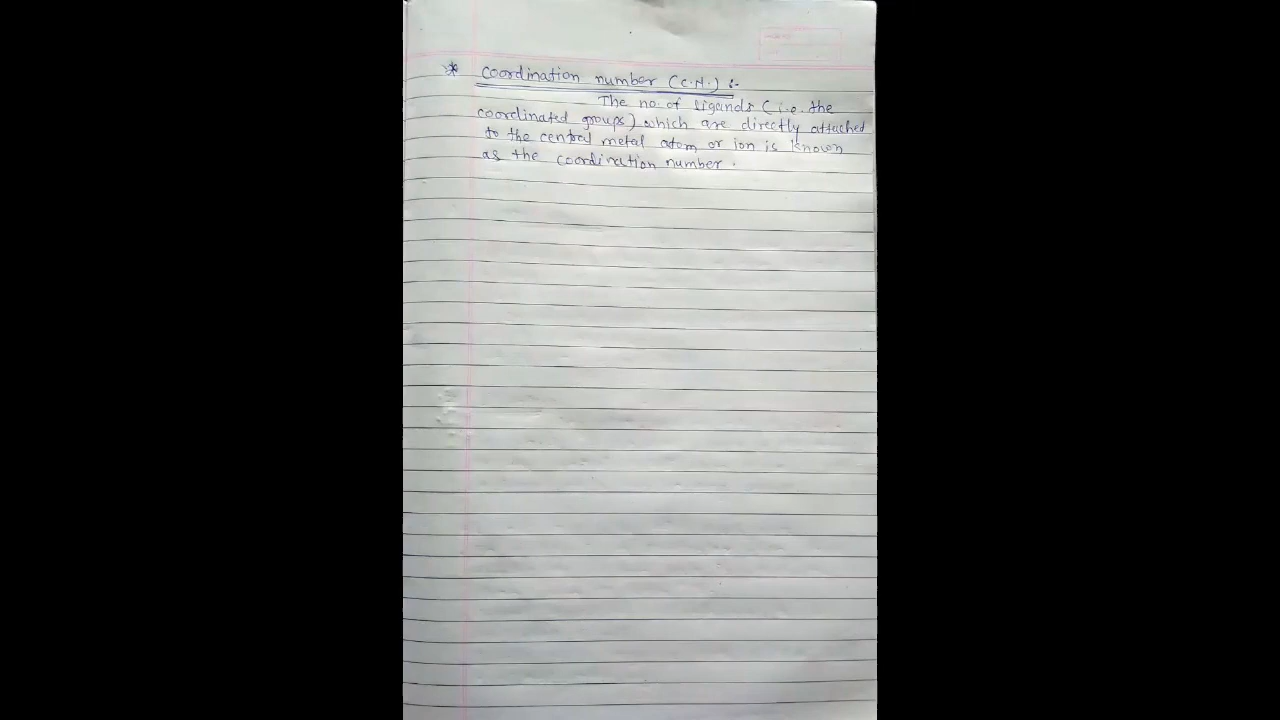 * Coordination number (C.N.) :-
The no. of ligands (i.e. the
coordinated groups) which are directly attached
to the central metal atom or ion is known
as the coordination number.